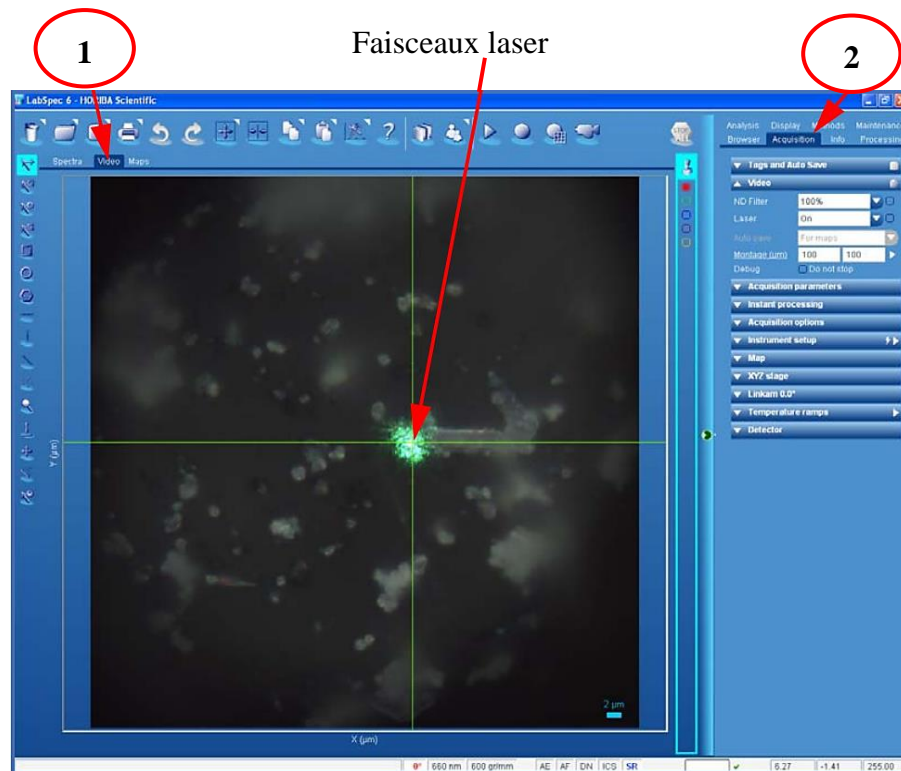 1
Faisceaux laser
2
LabSpec 6 - HORIBA Scientific
Analysis Display Methods Maintenance
Browser Acquisition Info Processing
Spectra Video Maps
Tags and Auto Save
Video
ND Filter 100%
Laser On
Auto save For maps
Montage (µm) 100 100
Debug Do not stop
Acquisition parameters
Instant processing
Acquisition options
Instrument setup
Map
XYZ stage
Linkam 0.0°
Temperature ramps
Detector
Y (µm)
2 µm
X (µm)
0° 660 nm 600 gr/mm AE AF DN ICS SR 6.27 -1.41 255.00